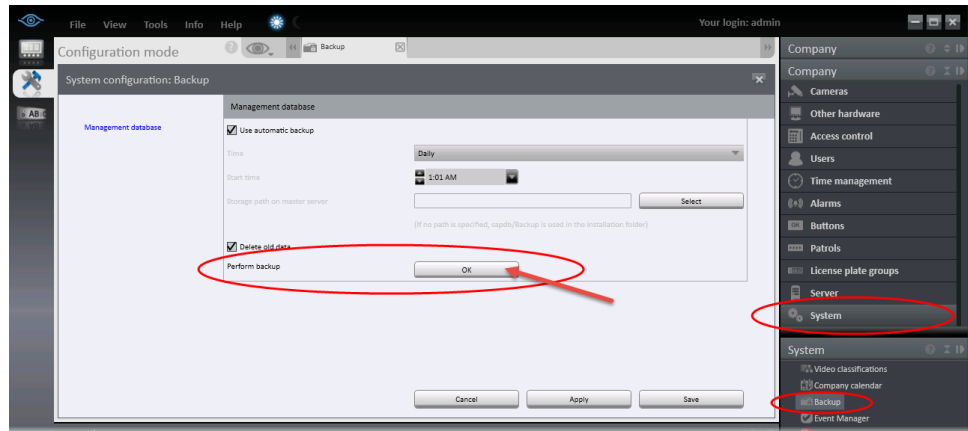 File View Tools Info Help Your login: admin
Configuration mode
Backup
System configuration: Backup
Management database
Management database
Use automatic backup
Time Daily
Start time 1:01 AM
Storage path on master server Select
(If no path is specified, sapdb/Backup is used in the installation folder)
Delete old data
Perform backup OK
Cancel Apply Save
Company
Company
Cameras
Other hardware
Access control
Users
Time management
Alarms
OK Buttons
Patrols
License plate groups
Server
System
System
Video classifications
Company calendar
Backup
Event Manager
AB